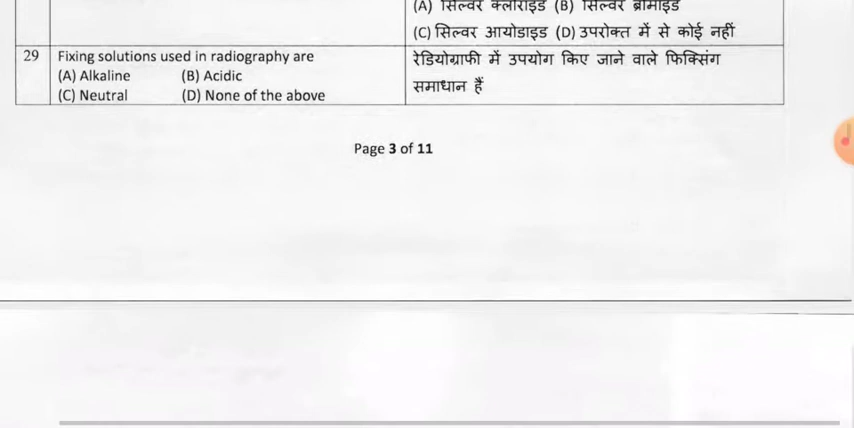 (A) सिल्वर क्लोराइड (B) सिल्वर ब्रोमाइड
(C) सिल्वर आयोडाइड (D) उपरोक्त में से कोई नहीं
29 Fixing solutions used in radiography are
(A) Alkaline (B) Acidic
(C) Neutral (D) None of the above
रेडियोग्राफी में उपयोग किए जाने वाले फिक्सिंग
समाधान हैं
Page 3 of 11